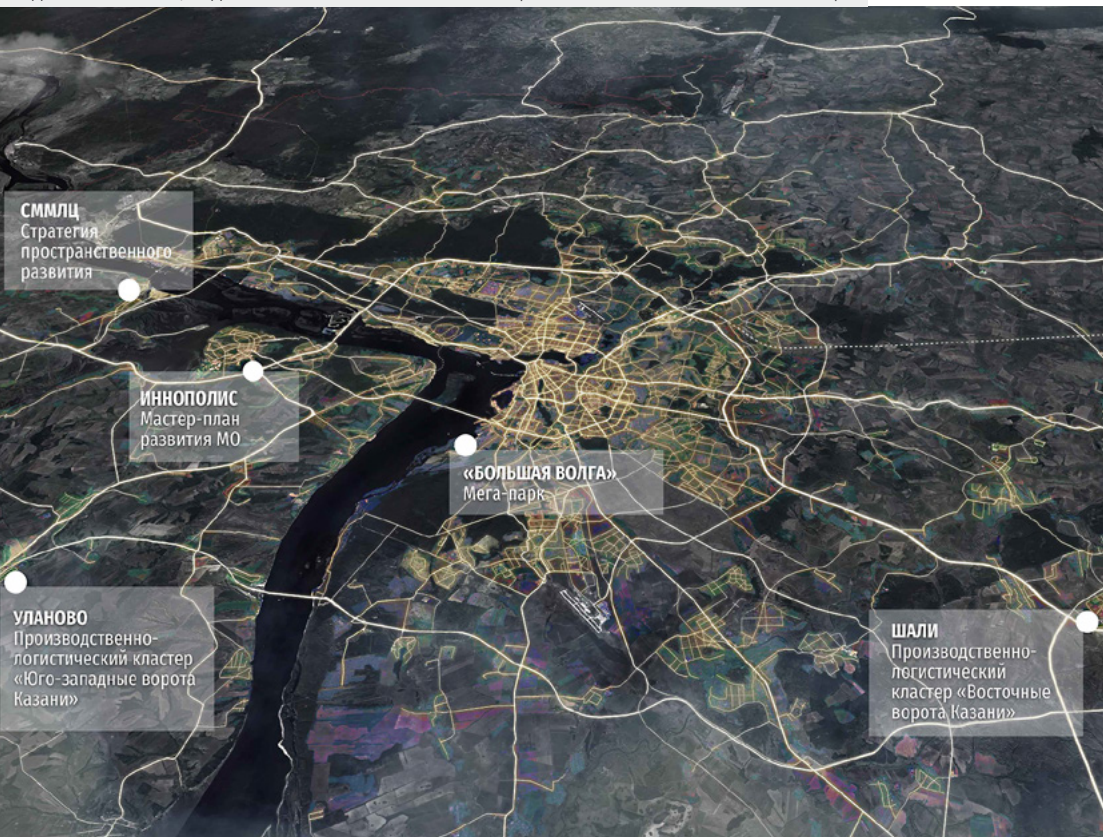 СММЛЦ
Стратегия
пространственного
развития
ИННОПОЛИС
Мастер-план
развития МО
«БОЛЬШАЯ ВОЛГА»
Мега-парк
УЛАНОВО
Производственно-
логистический кластер
«Юго-западные ворота
Казани»
ШАЛИ
Производственно-
логистический
кластер «Восточные
ворота Казани»